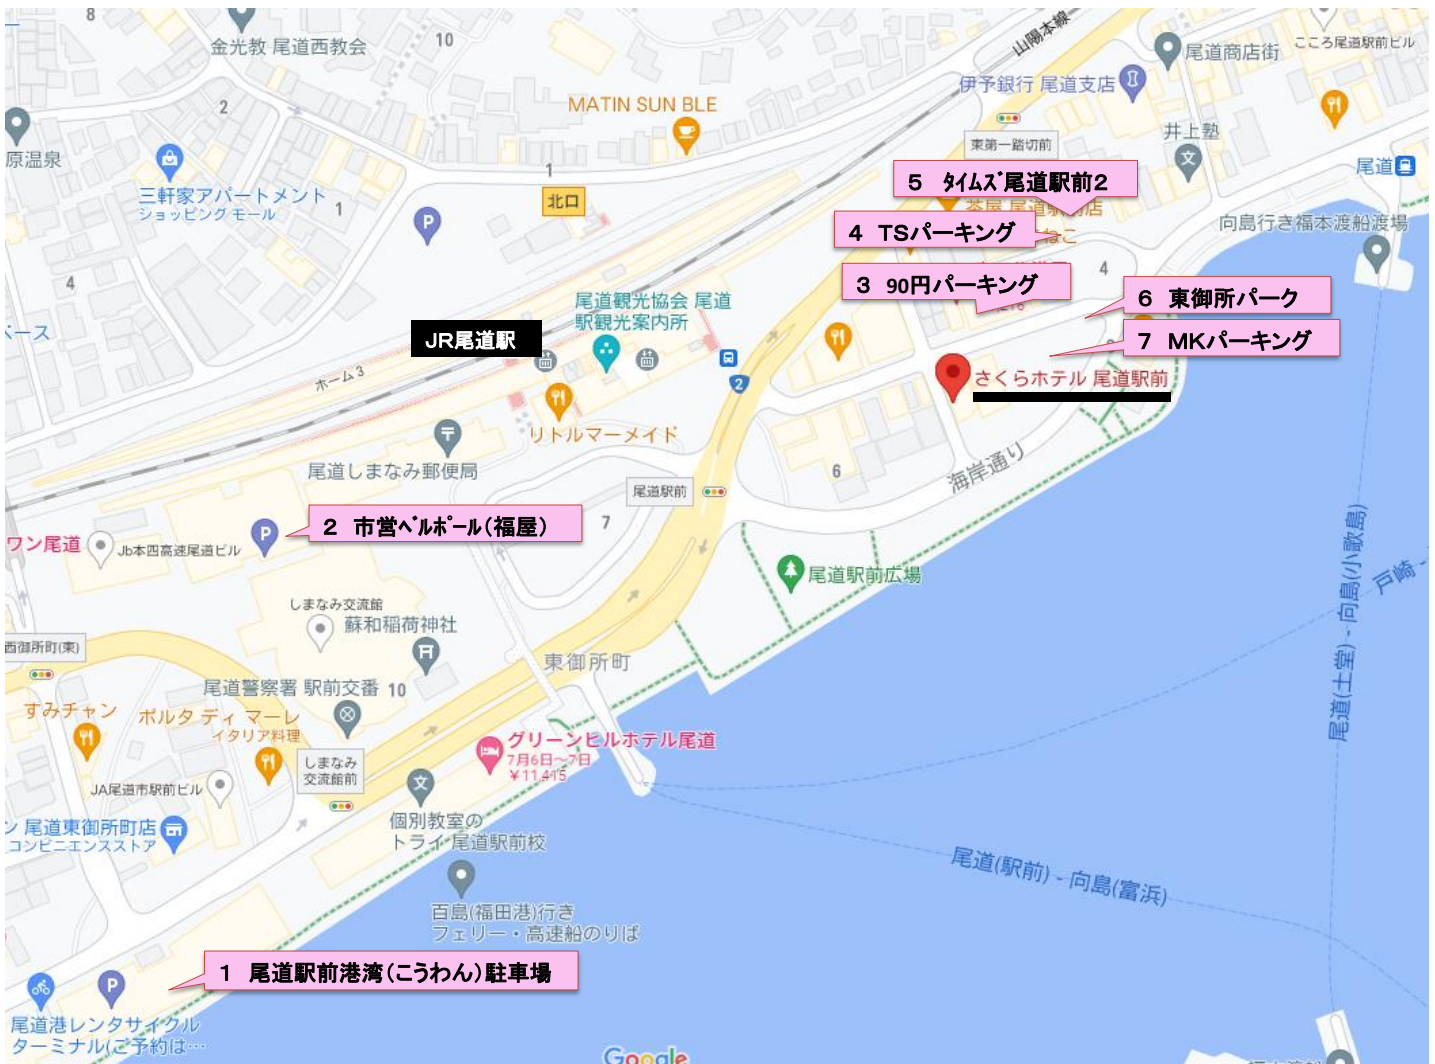 8
金光教 尾道西教会
10
山陽本線
尾道商店街
こころ尾道駅前ビル
伊予銀行 尾道支店
MATIN SUN BLE
2
東第一踏切前
井上塾
原温泉
1
尾道
三軒家アパートメント
ショッピング モール
1
北口
P
5 ﾀｲﾑｽﾞ尾道駅前2
茶屋 尾道駅前店
向島行き福本渡船渡場
4 TSパーキング
ねこ
4
4
3 90円パーキング
6 東御所パーク
尾道観光協会 尾道
駅観光案内所
ペース
JR尾道駅
7 MKパーキング
ホーム3
2
さくらホテル 尾道駅前
リトルマーメイド
尾道しまなみ郵便局
6
海岸通り
尾道駅前
2 市営ﾍﾞﾙﾎﾟｰﾙ(福屋)
7
P
ワン尾道
Jb本四高速尾道ビル
尾道駅前広場
尾道(土堂) - 向島(小歌島)
戸崎 -
しまなみ交流館
蘇和稲荷神社
西御所町(東)
東御所町
尾道警察署 駅前交番
10
すみチャン
ポルタ ディ マーレ
イタリア料理
グリーンヒルホテル尾道
7月6日～7日
￥11,415
しまなみ
交流館前
JA尾道市駅前ビル
個別教室の
トライ 尾道駅前校
ン 尾道東御所町店
コンビニエンスストア
尾道(駅前) - 向島(富浜)
百島(福田港)行き
フェリー・高速船のりば
1 尾道駅前港湾(こうわん)駐車場
P
尾道港レンタサイクル
ターミナル(ご予約は…
Google